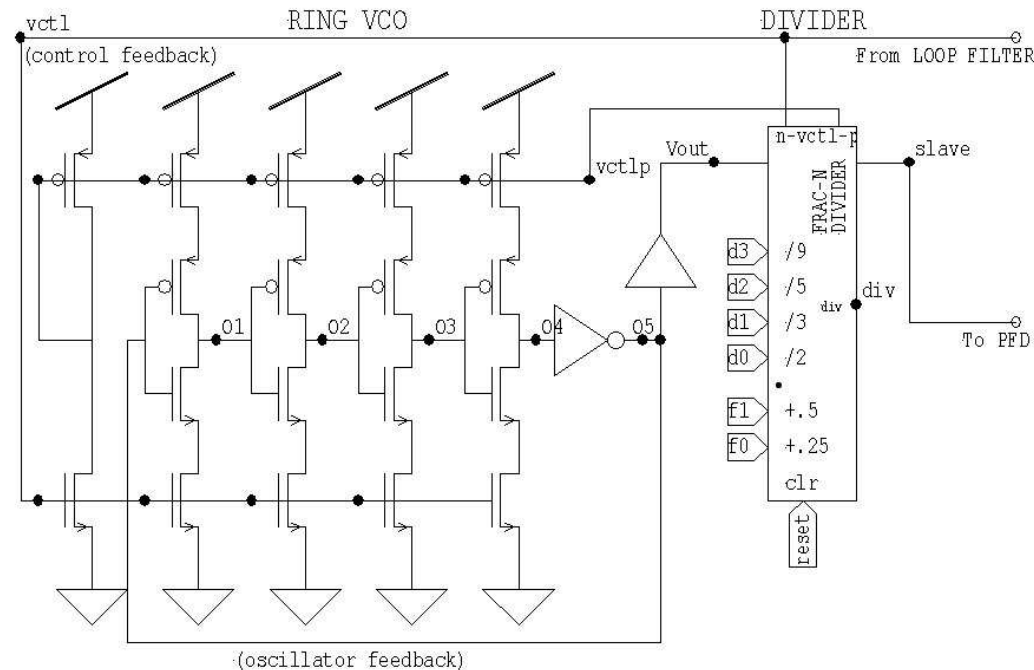 vctl
RING VCO
DIVIDER
(control feedback)
From LOOP FILTER
n-vctl-p
Vout
slave
vctlp
FRAC-N
DIVIDER
d3
/9
d2
/5
div
div
d1
/3
O1
O2
O3
O4
O5
To PFD
d0
/2
f1
+.5
f0
+.25
clr
reset
(oscillator feedback)